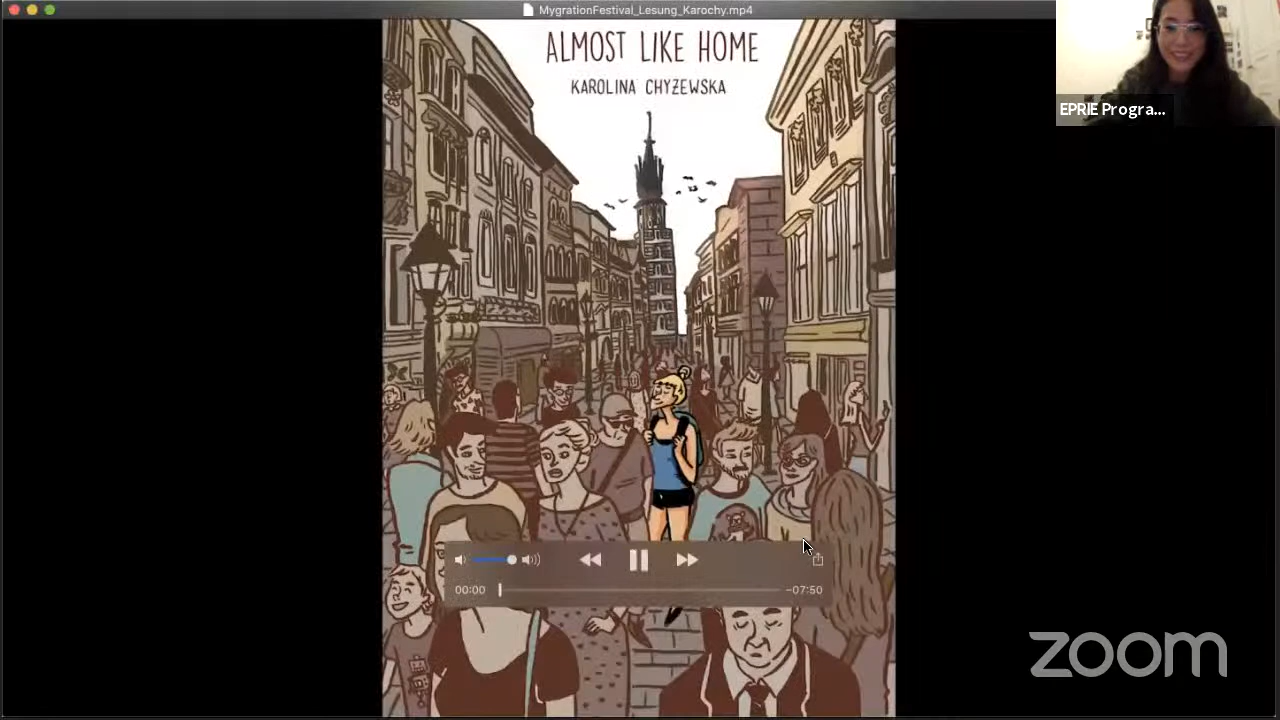 MygrationFestival_Lesung_Karochy.mp4
ALMOST LIKE HOME
KAROLINA CHYŻEWSKA
EPRIE Progra...
00:00
-07:50
zoom